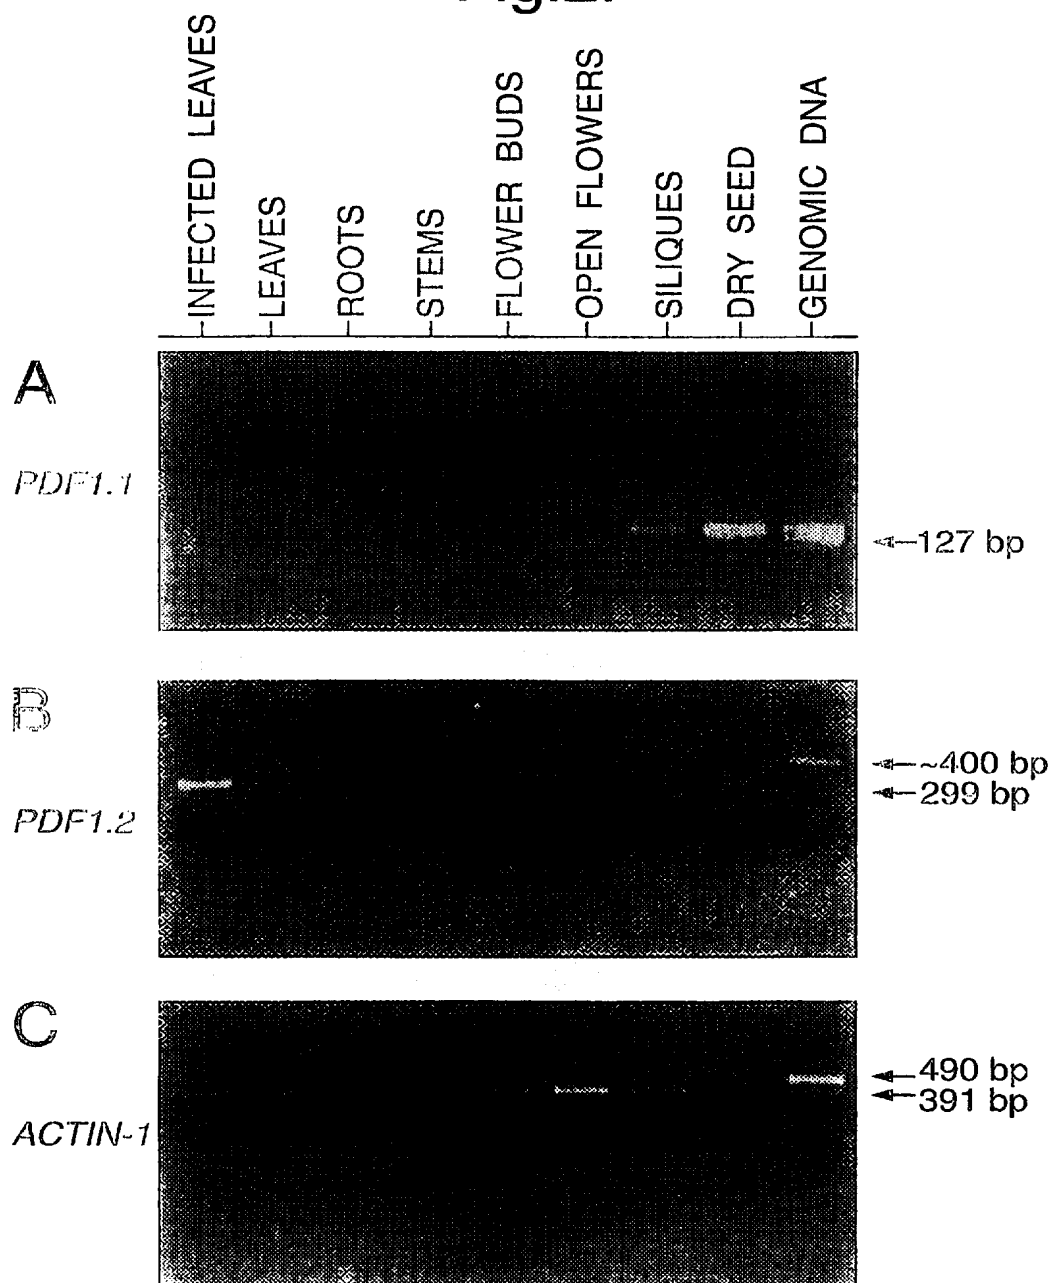 INFECTED LEAVES
LEAVES
ROOTS
STEMS
FLOWER BUDS
OPEN FLOWERS
SILIQUES
DRY SEED
GENOMIC DNA
A
PDF1.1
127 bp
B
PDF1.2
~400 bp
299 bp
C
ACTIN-1
490 bp
391 bp